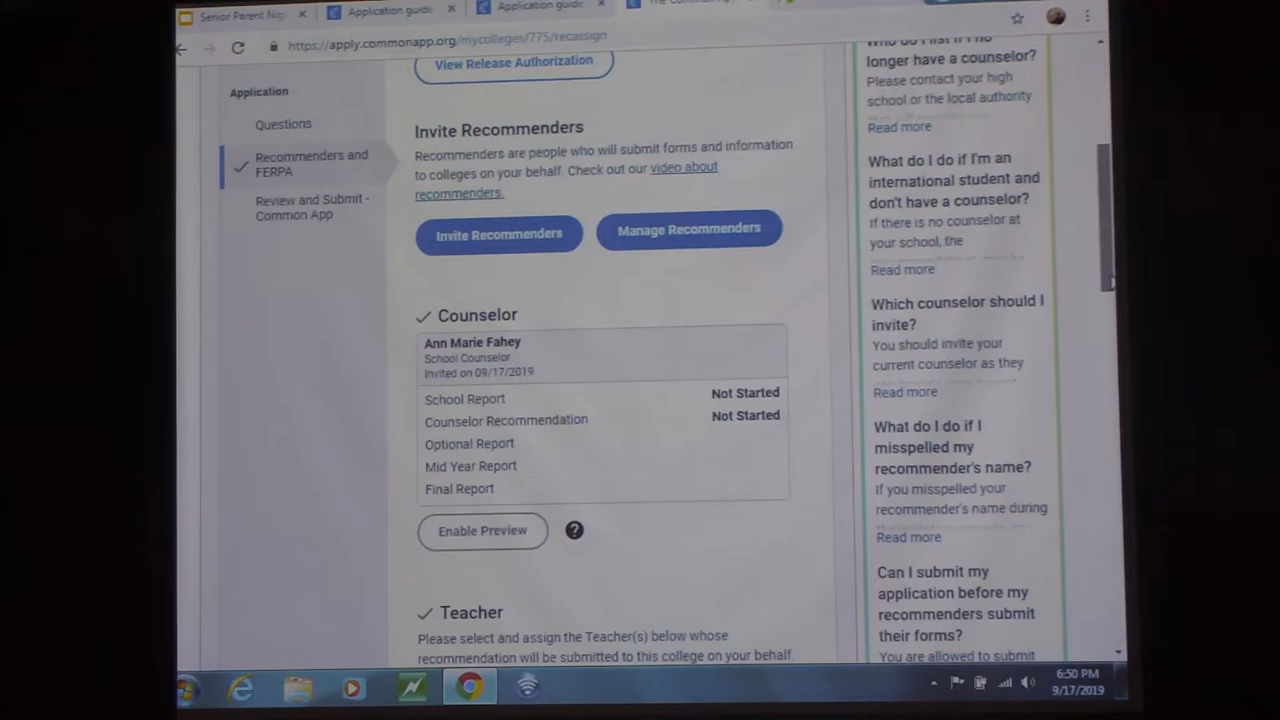 Senior Parent Nig
Application guide
Application guide
https://apply.commonapp.org/mycolleges/775/recassign
View Release Authorization
Application
Questions
Recommenders and
FERPA
Review and Submit -
Common App
Invite Recommenders
Recommenders are people who will submit forms and information
to colleges on your behalf. Check out our video about
recommenders.
Invite Recommenders
Manage Recommenders
Counselor
Ann Marie Fahey
School Counselor
Invited on 09/17/2019
School Report Not Started
Counselor Recommendation Not Started
Optional Report
Mid Year Report
Final Report
Enable Preview ?
Teacher
Please select and assign the Teacher(s) below whose
recommendation will be submitted to this college on your behalf.
longer have a counselor?
Please contact your high
school or the local authority
Read more
What do I do if I'm an
international student and
don't have a counselor?
If there is no counselor at
your school, the
Read more
Which counselor should I
invite?
You should invite your
current counselor as they
Read more
What do I do if I
misspelled my
recommender's name?
If you misspelled your
recommender's name during
Read more
Can I submit my
application before my
recommenders submit
their forms?
You are allowed to submit
6:50 PM
9/17/2019